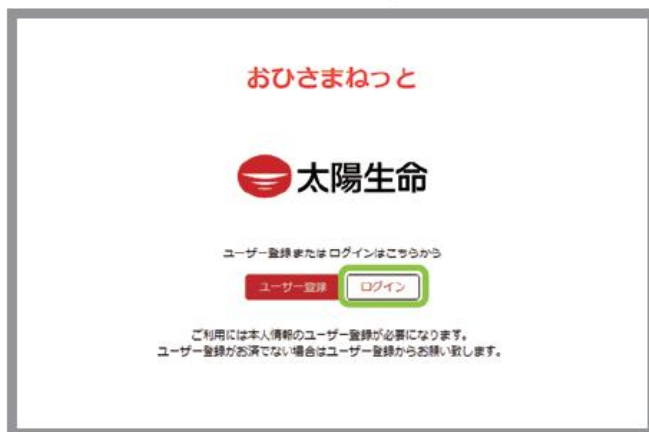 おひさまねっと
太陽生命
ユーザー登録またはログインはこちらから
ユーザー登録 ログイン
ご利用には本人情報のユーザー登録が必要になります。
ユーザー登録がお済でない場合はユーザー登録からお願い致します。